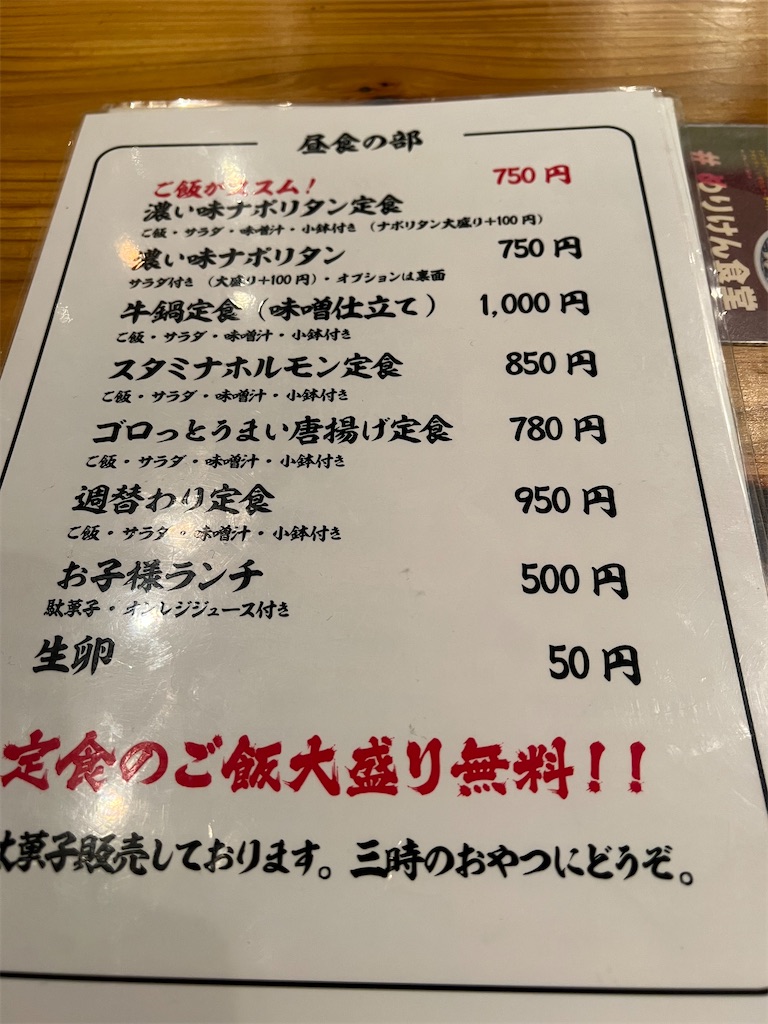 昼食の部
ご飯がススム!
750円
濃い味ナポリタン定食
ご飯・サラダ・味噌汁・小鉢付き (ナポリタン大盛り+100円)
濃い味ナポリタン 750円
サラダ付き (大盛り+100円)・オプションは裏面
牛鍋定食(味噌仕立て) 1,000円
ご飯・サラダ・味噌汁・小鉢付き
スタミナホルモン定食 850円
ご飯・サラダ・味噌汁・小鉢付き
ゴロっとうまい唐揚げ定食 780円
ご飯・サラダ・味噌汁・小鉢付き
週替わり定食 950円
ご飯・サラダ・味噌汁・小鉢付き
お子様ランチ 500円
駄菓子・オンレジジュース付き
生卵 50円
定食のご飯大盛り無料!!
駄菓子販売しております。三時のおやつにどうぞ。
#めりけん食堂